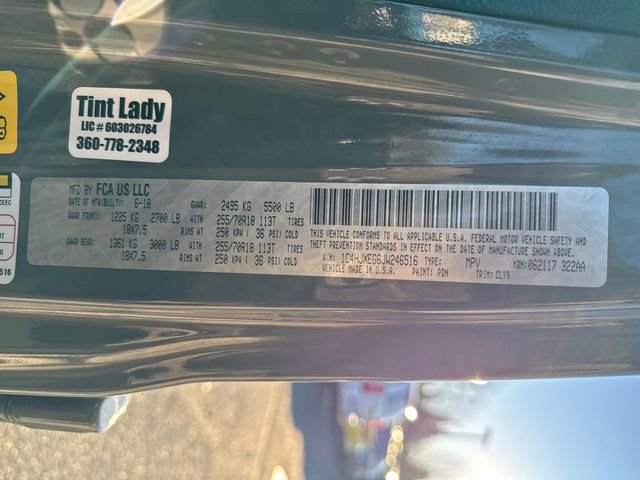 Tint Lady
LIC # 603026784
360-778-2348
MFD BY FCA US LLC
DATE OF MFR(BUILT): 6-18 GVWR: 2495 KG 5500 LB
GAWR FRONT: 1225 KG 2700 LB WITH 255/70R18 113T TIRES
18X7.5 RIMS AT 250 KPA ( 36 PSI) COLD
GAWR REAR: 1361 KG 3000 LB WITH 255/70R18 113T TIRES
18X7.5 RIMS AT 250 KPA ( 36 PSI) COLD
THIS VEHICLE CONFORMS TO ALL APPLICABLE U.S.A. FEDERAL MOTOR VEHICLE SAFETY AND
THEFT PREVENTION STANDARDS IN EFFECT ON THE DATE OF MANUFACTURE SHOWN ABOVE.
VIN: 1C4HJXEG6JW246516 TYPE: MPV MDH:062117 322AA
VEHICLE MADE IN U.S.A. PAINT: PDN TRIM: CLX9
CEEC
6516